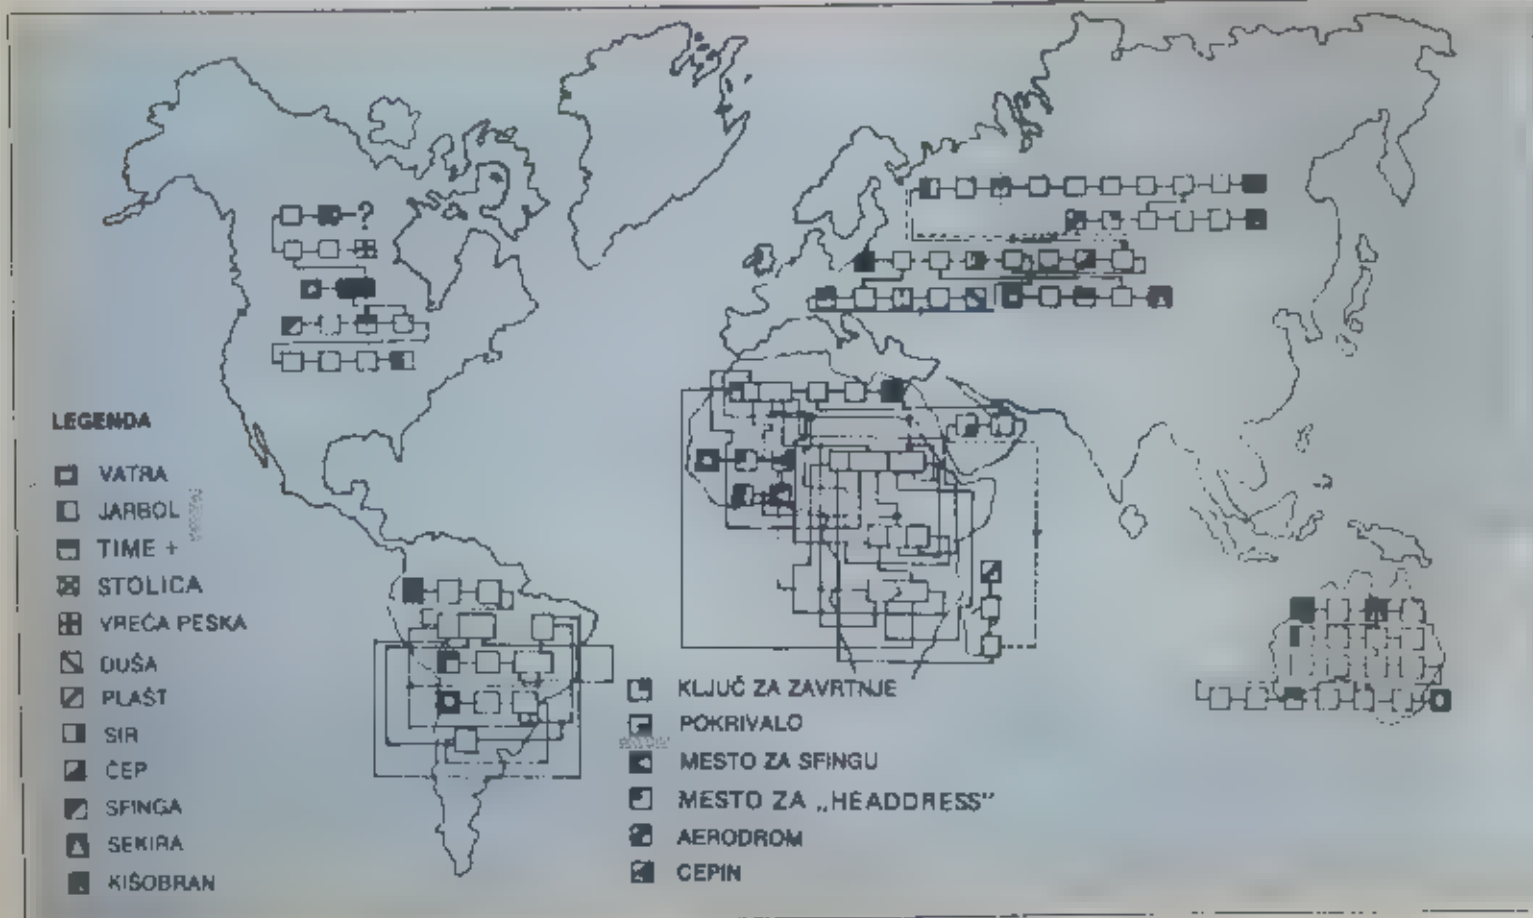 ?
LEGENDA
VATRA
JARBOL
TIME +
STOLICA
VREĆA PESKA
DUŠA
PLAŠT
SIR
ČEP
SFINGA
SEKIRA
KIŠOBRAN
KLJUČ ZA ZAVRTNJE
POKRIVALO
MESTO ZA SFINGU
MESTO ZA „HEADDRESS”
AERODROM
CEPIN